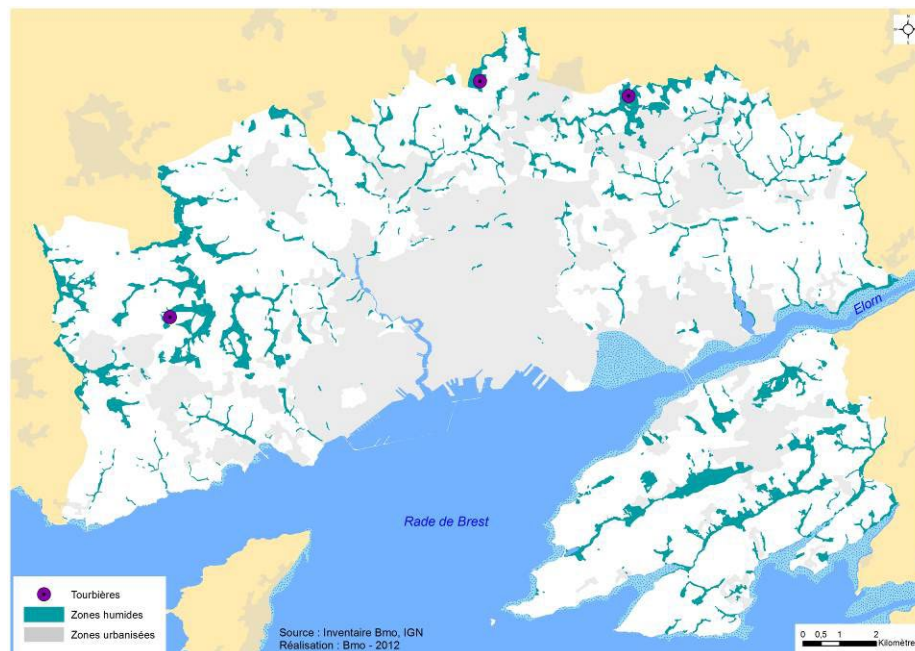 N
Elorn
Rade de Brest
Tourbières
Zones humides
Zones urbanisées
Source : Inventaire Bmo, IGN
Réalisation : Bmo - 2012
0 0,5 1 2
Kilomètre